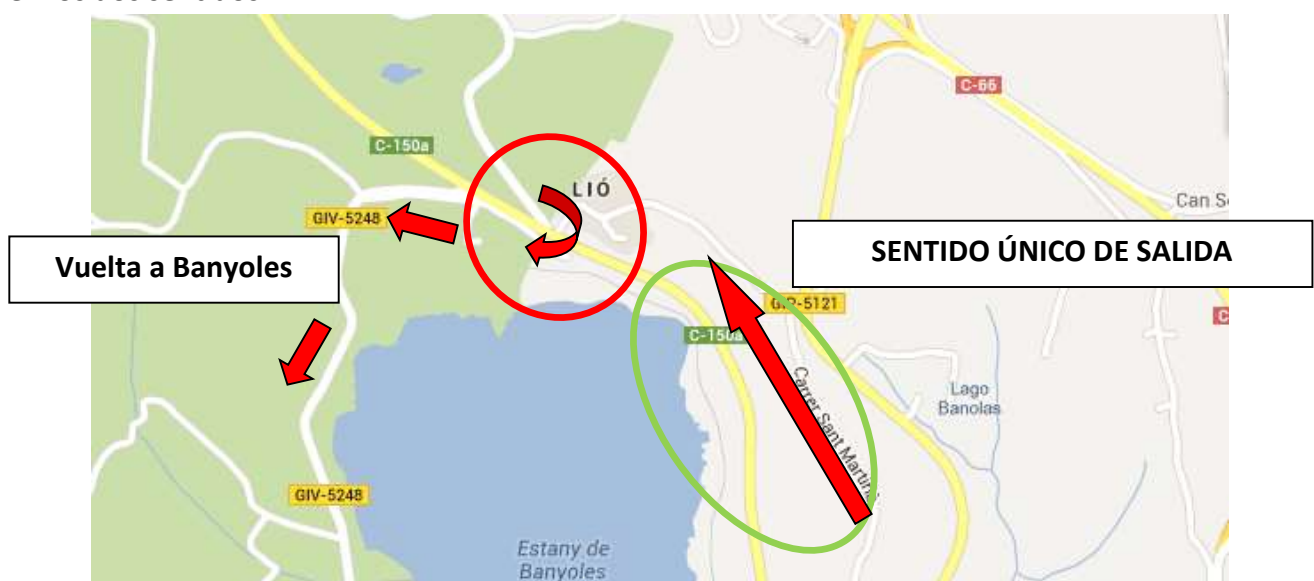 C-66
C-150a
LIÓ
Can S
GIV-5248
Vuelta a Banyoles
SENTIDO ÚNICO DE SALIDA
C-150a
Carrer Sant Martirià
Lago
Banolas
GIV-5248
Estany de
Banyoles